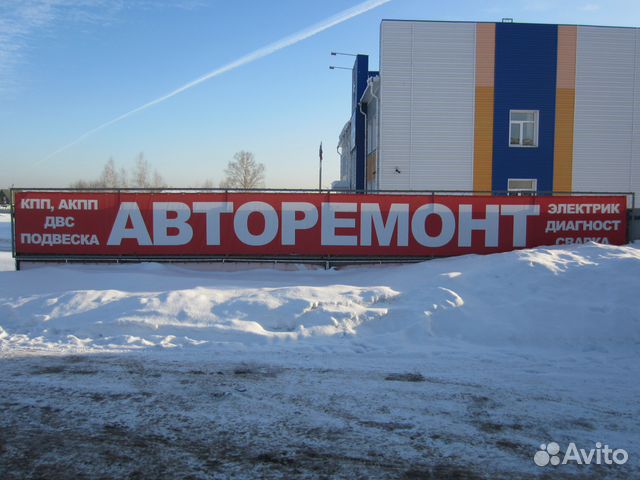 КПП, АКПП
ДВС
ПОДВЕСКА
АВТОРЕМОНТ
ЭЛЕКТРИК
ДИАГНОСТ
СВАРКА
Avito